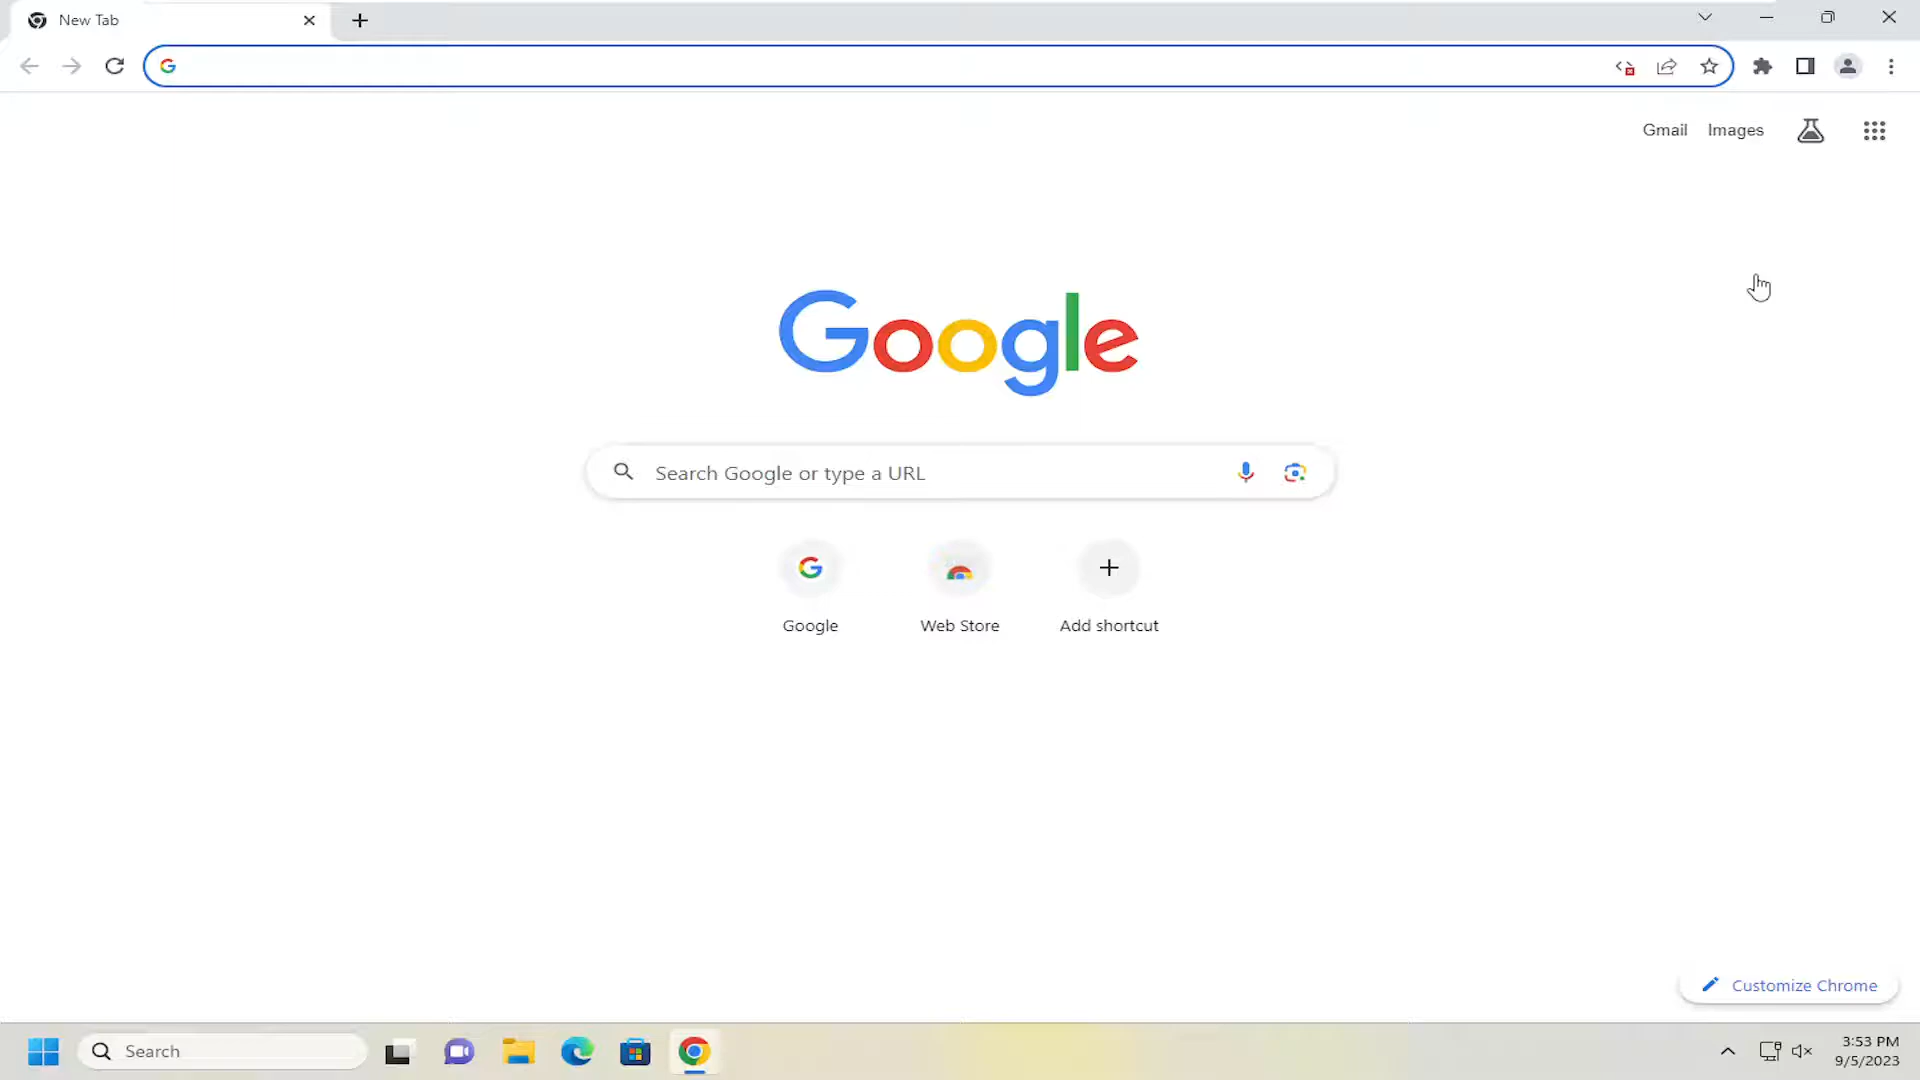 New Tab
Gmail Images
Google
Search Google or type a URL
Google Web Store Add shortcut
Customize Chrome
Search
3:53 PM
9/5/2023